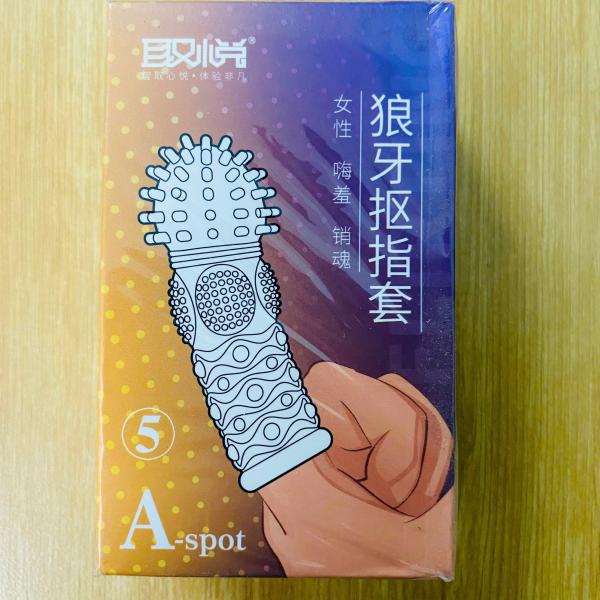 取悦®
智取心悦·体验非凡
狼牙抠指套
女性 嗨羞 销魂
5
A-spot